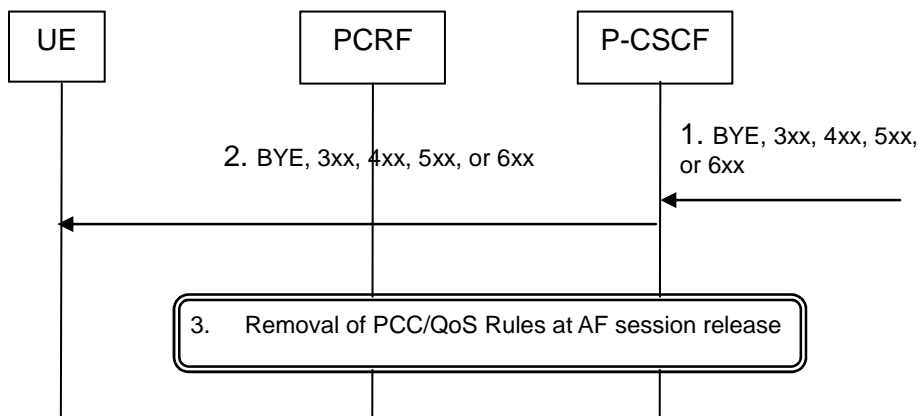 UE
PCRF
P-CSCF
1. BYE, 3xx, 4xx, 5xx,
or 6xx
2. BYE, 3xx, 4xx, 5xx, or 6xx
3. Removal of PCC/QoS Rules at AF session release